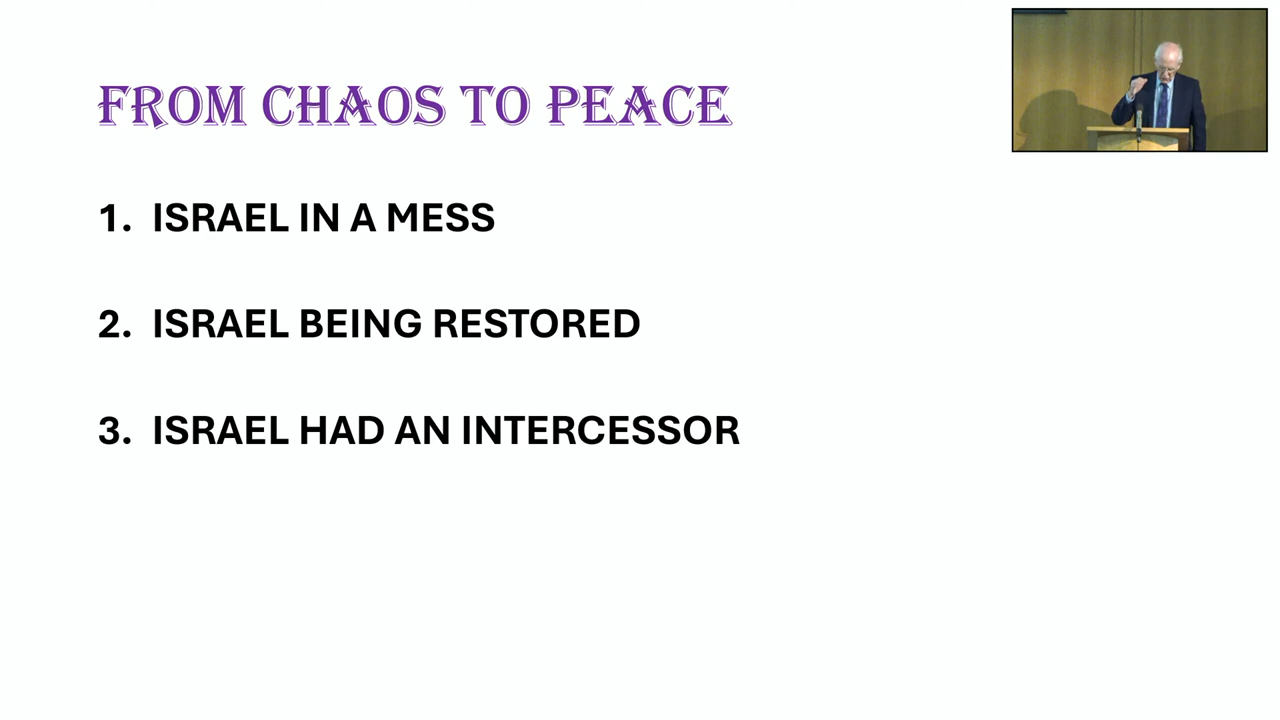 FROM CHAOS TO PEACE
1. ISRAEL IN A MESS
2. ISRAEL BEING RESTORED
3. ISRAEL HAD AN INTERCESSOR